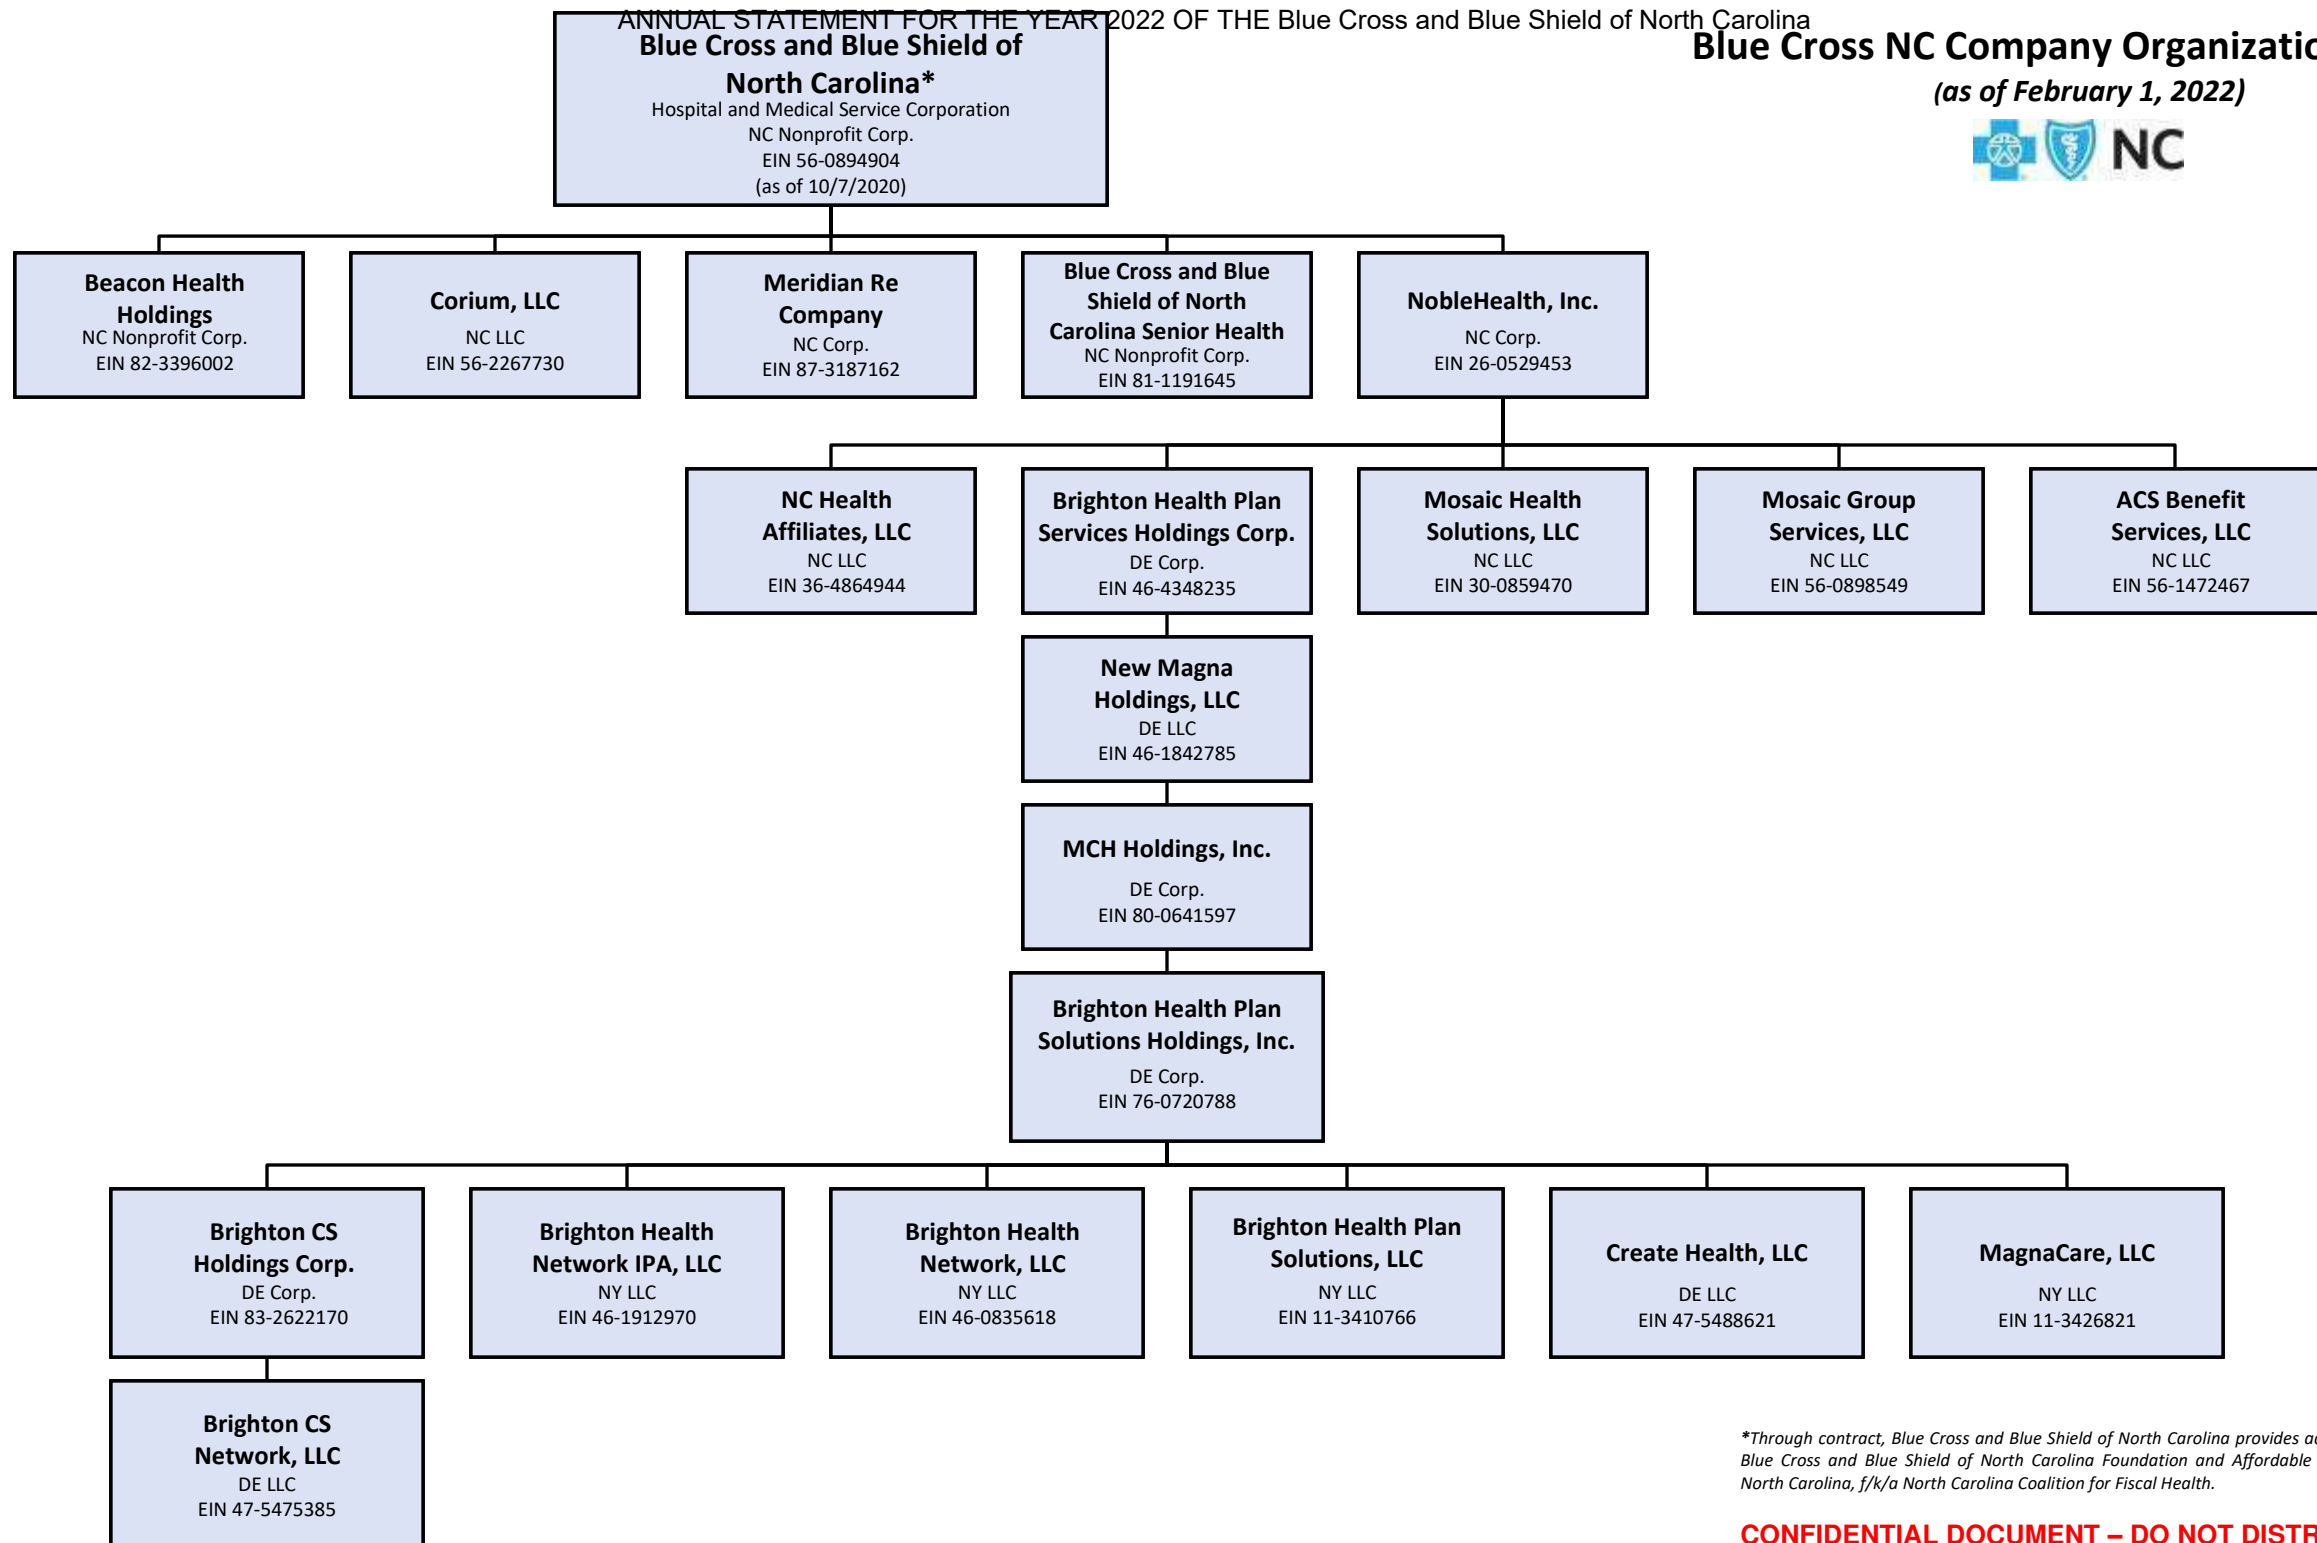 ANNUAL STATEMENT FOR THE YEAR 2022 OF THE Blue Cross and Blue Shield of North Carolina
Blue Cross NC Company
(as of February 1, 2022)
NC
Blue Cross and Blue Shield of
North Carolina*
Hospital and Medical Service Corporation
NC Nonprofit Corp.
EIN 56-0894904
(as of 10/7/2020)
Beacon Health
Holdings
NC Nonprofit Corp.
EIN 82-3396002
Corium, LLC
NC LLC
EIN 56-2267730
Meridian Re
Company
NC Corp.
EIN 87-3187162
Blue Cross and Blue
Shield of North
Carolina Senior Health
NC Nonprofit Corp.
EIN 81-1191645
NobleHealth, Inc.
NC Corp.
EIN 26-0529453
NC Health
Affiliates, LLC
NC LLC
EIN 36-4864944
Brighton Health Plan
Services Holdings Corp.
DE Corp.
EIN 46-4348235
Mosaic Health
Solutions, LLC
NC LLC
EIN 30-0859470
Mosaic Group
Services, LLC
NC LLC
EIN 56-0898549
ACS Benefit
Services, LLC
NC LLC
EIN 56-1472467
New Magna
Holdings, LLC
DE LLC
EIN 46-1842785
MCH Holdings, Inc.
DE Corp.
EIN 80-0641597
Brighton Health Plan
Solutions Holdings, Inc.
DE Corp.
EIN 76-0720788
Brighton CS
Holdings Corp.
DE Corp.
EIN 83-2622170
Brighton Health
Network IPA, LLC
NY LLC
EIN 46-1912970
Brighton Health
Network, LLC
NY LLC
EIN 46-0835618
Brighton Health Plan
Solutions, LLC
NY LLC
EIN 11-3410766
Create Health, LLC
DE LLC
EIN 47-5488621
MagnaCare, LLC
NY LLC
EIN 11-3426821
Brighton CS
Network, LLC
DE LLC
EIN 47-5475385
*Through contract, Blue Cross and Blue Shield of North Carolina provides
Blue Cross and Blue Shield of North Carolina Foundation and Affordable
North Carolina, f/k/a North Carolina Coalition for Fiscal Health.
CONFIDENTIAL DOCUMENT – DO NOT